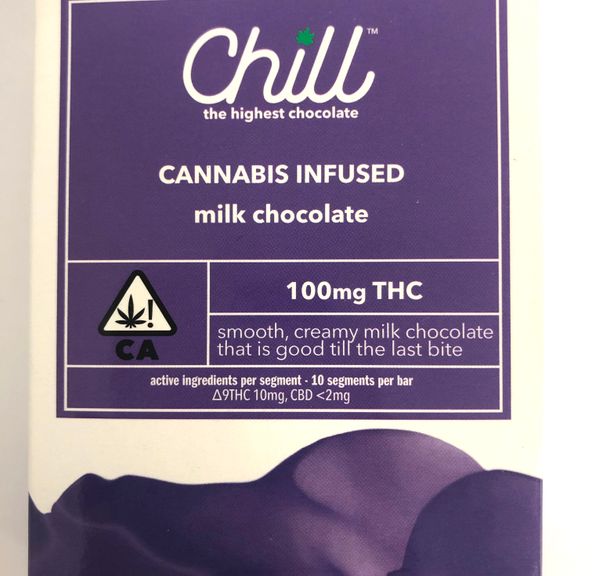 Chill™
the highest chocolate
CANNABIS INFUSED
milk chocolate
!
CA
100mg THC
smooth, creamy milk chocolate
that is good till the last bite
active ingredients per segment - 10 segments per bar
Δ9THC 10mg, CBD <2mg